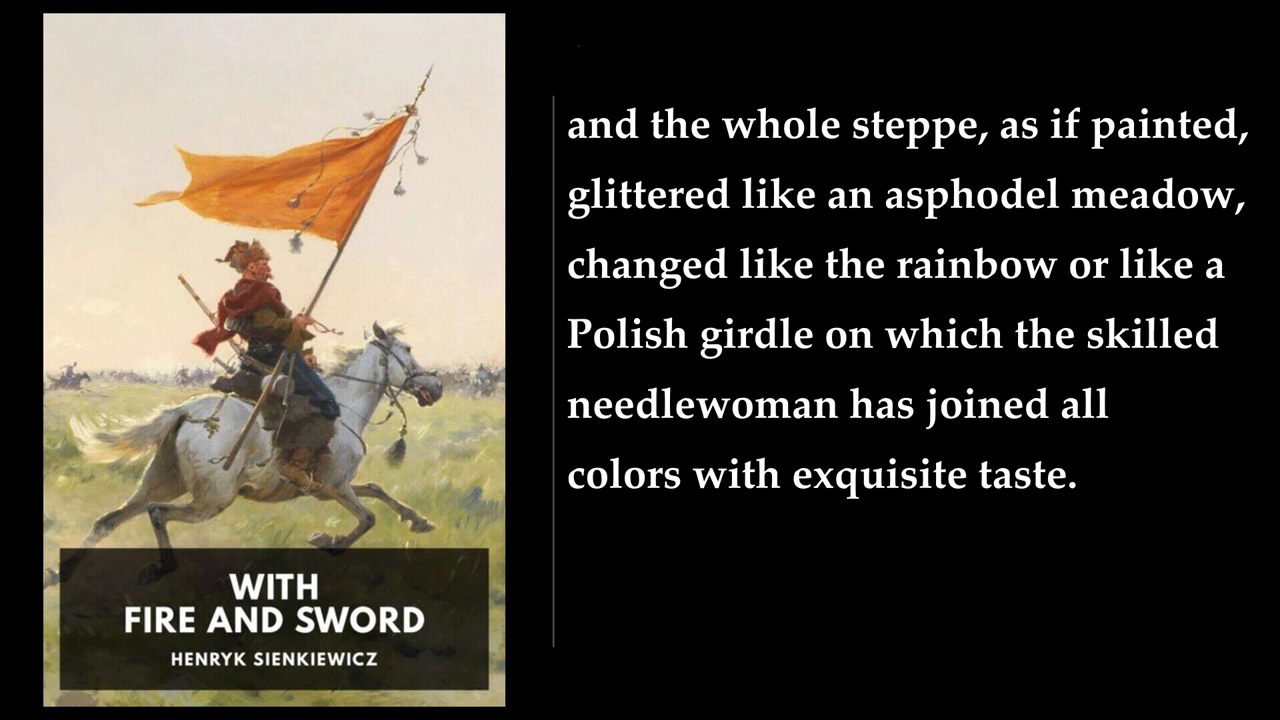 WITH
FIRE AND SWORD
HENRYK SIENKIEWICZ
and the whole steppe, as if painted,
glittered like an asphodel meadow,
changed like the rainbow or like a
Polish girdle on which the skilled
needlewoman has joined all
colors with exquisite taste.